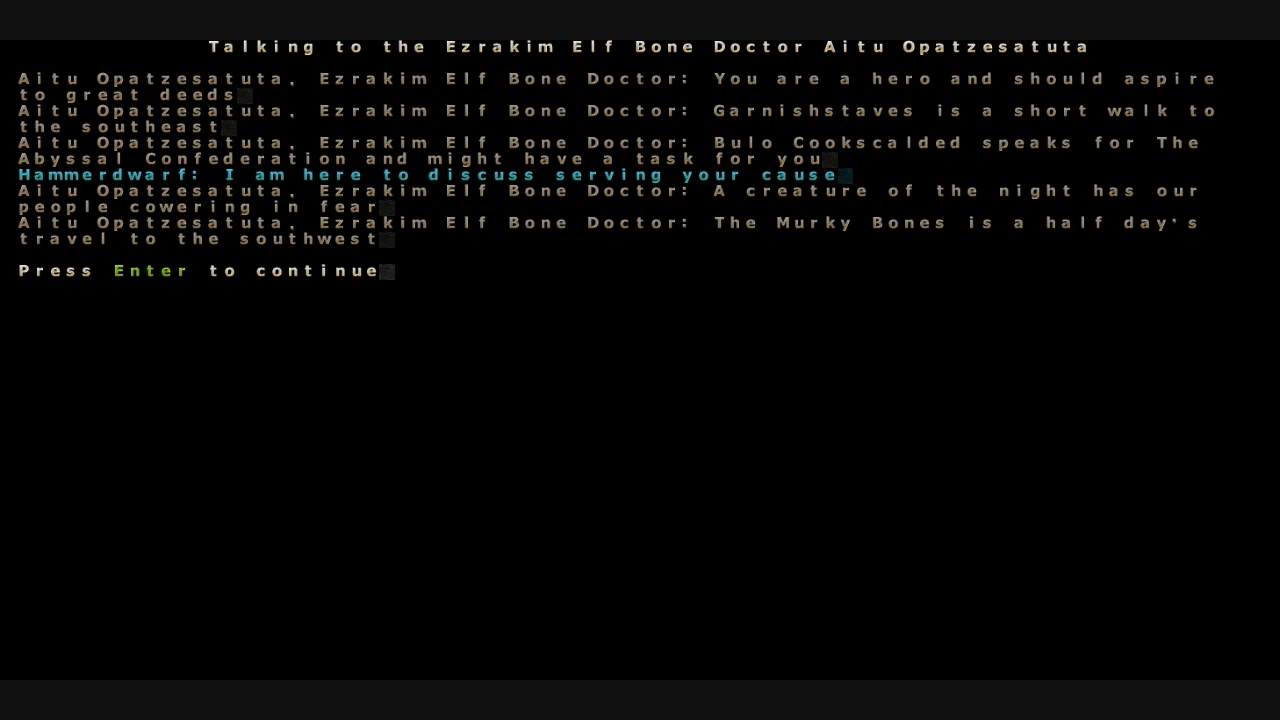 Talking to the Ezrakim Elf Bone Doctor Aitu Opatzesatuta
Aitu Opatzesatuta, Ezrakim Elf Bone Doctor: You are a hero and should aspire
to great deeds
Aitu Opatzesatuta, Ezrakim Elf Bone Doctor: Garnishstaves is a short walk to
the southeast
Aitu Opatzesatuta, Ezrakim Elf Bone Doctor: Bulo Cookscalded speaks for The
Abyssal Confederation and might have a task for you
Hammerdwarf: I am here to discuss serving your cause
Aitu Opatzesatuta, Ezrakim Elf Bone Doctor: A creature of the night has our
people cowering in fear
Aitu Opatzesatuta, Ezrakim Elf Bone Doctor: The Murky Bones is a half day's
travel to the southwest
Press Enter to continue